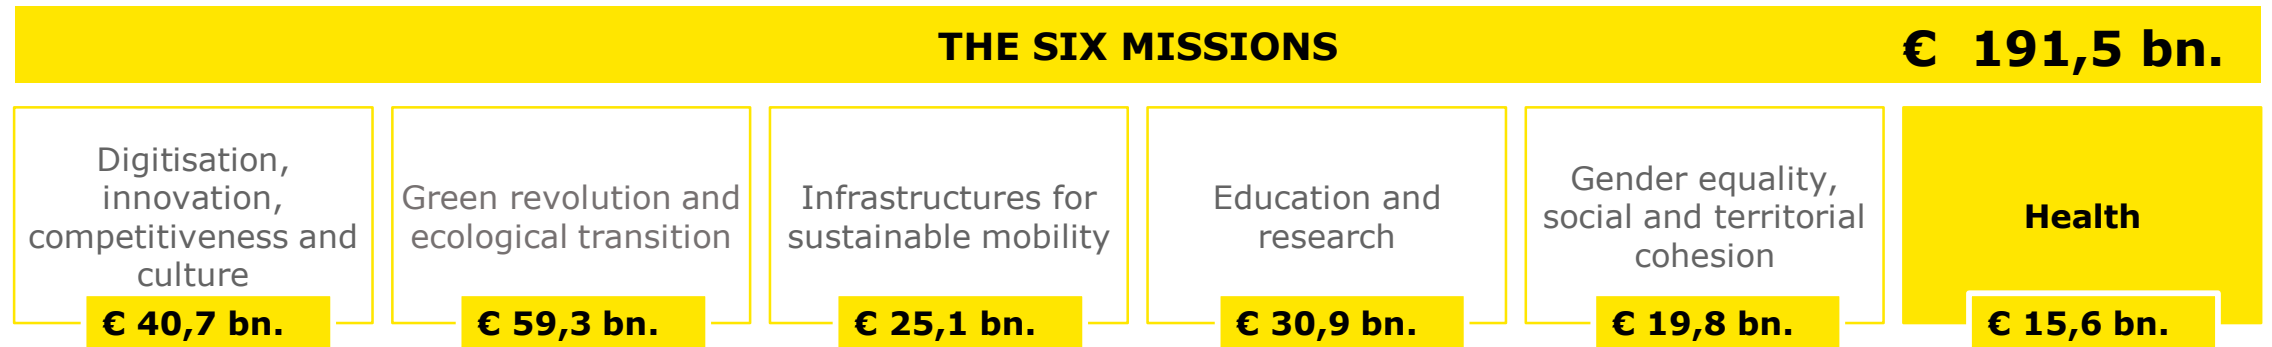 THE SIX MISSIONS
€ 191,5 bn.
Digitisation,
innovation,
competitiveness and
culture
€ 40,7 bn.
Green revolution and
ecological transition
€ 59,3 bn.
Infrastructures for
sustainable mobility
€ 25,1 bn.
Education and
research
€ 30,9 bn.
Gender equality,
social and territorial
cohesion
€ 19,8 bn.
Health
€ 15,6 bn.